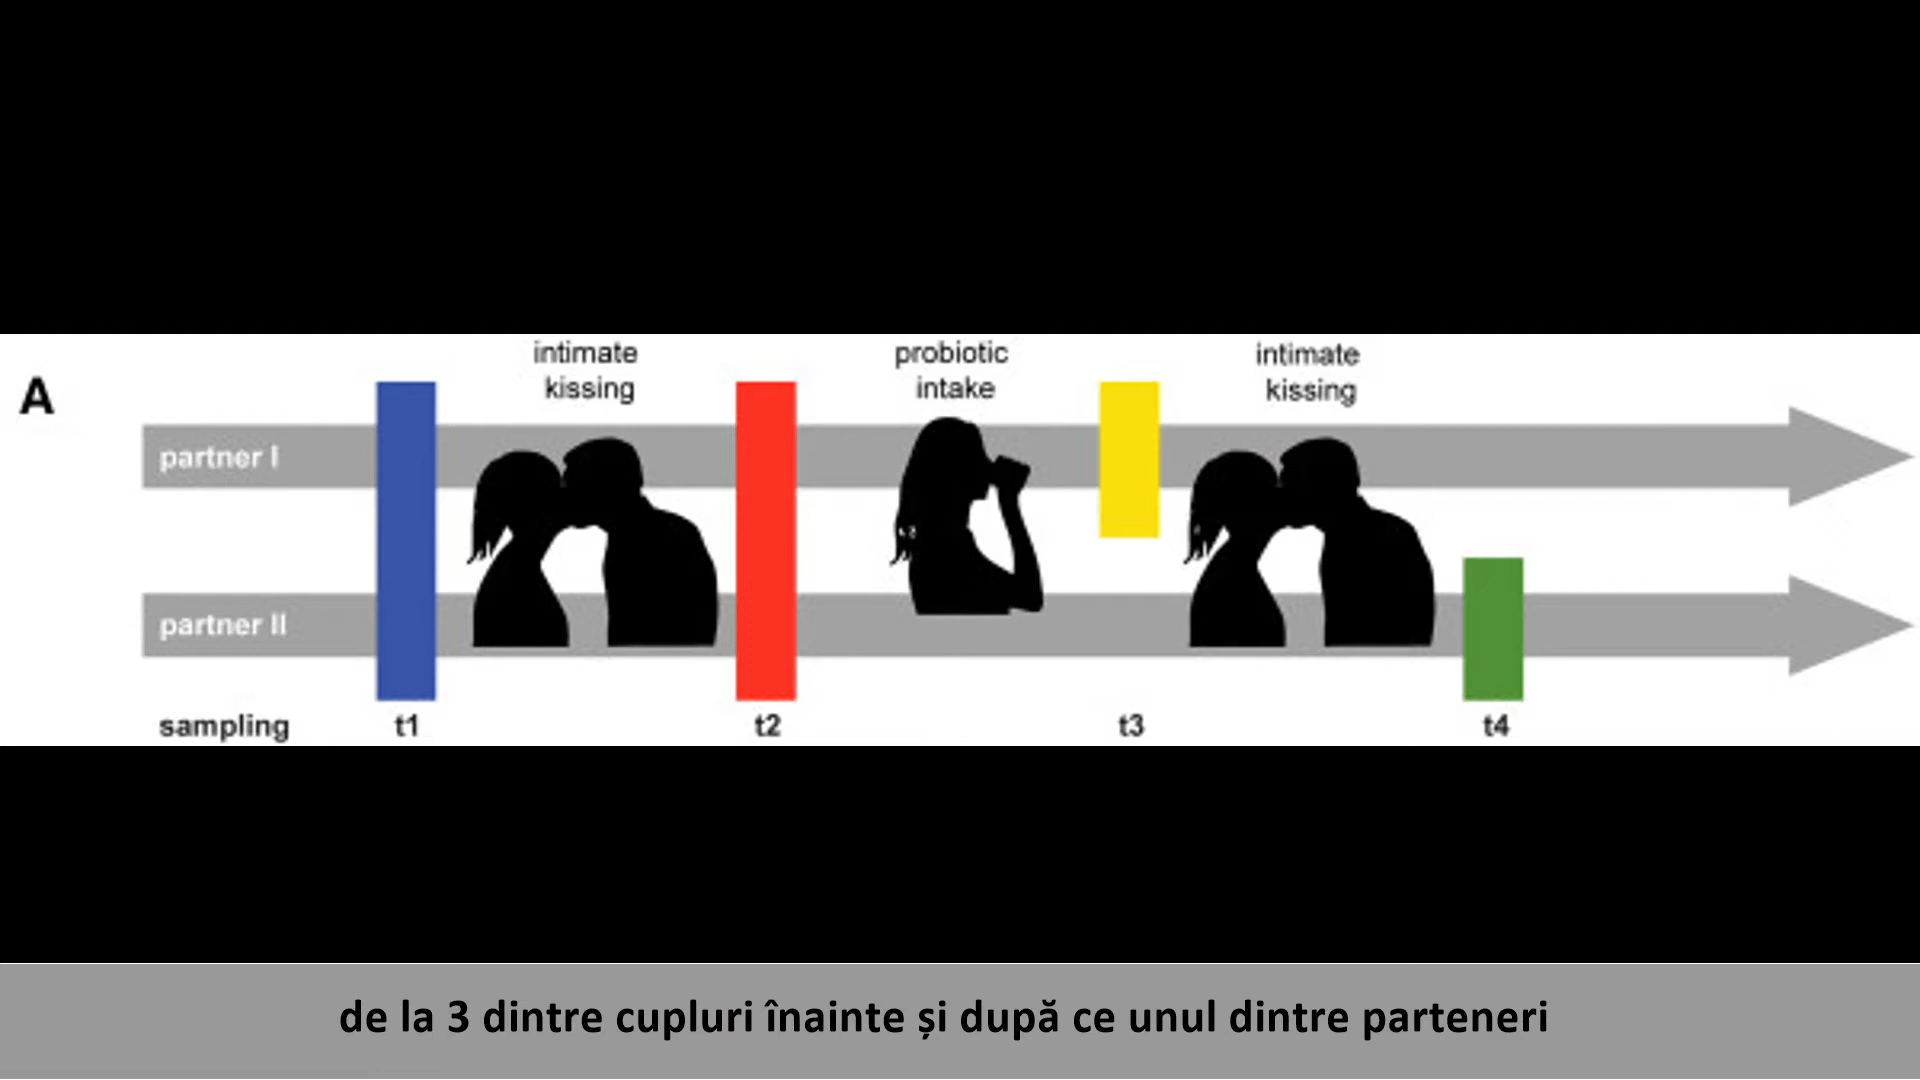 A
intimate
kissing
probiotic
intake
intimate
kissing
partner I
partner II
sampling t1 t2 t3 t4
de la 3 dintre cupluri înainte și după ce unul dintre parteneri